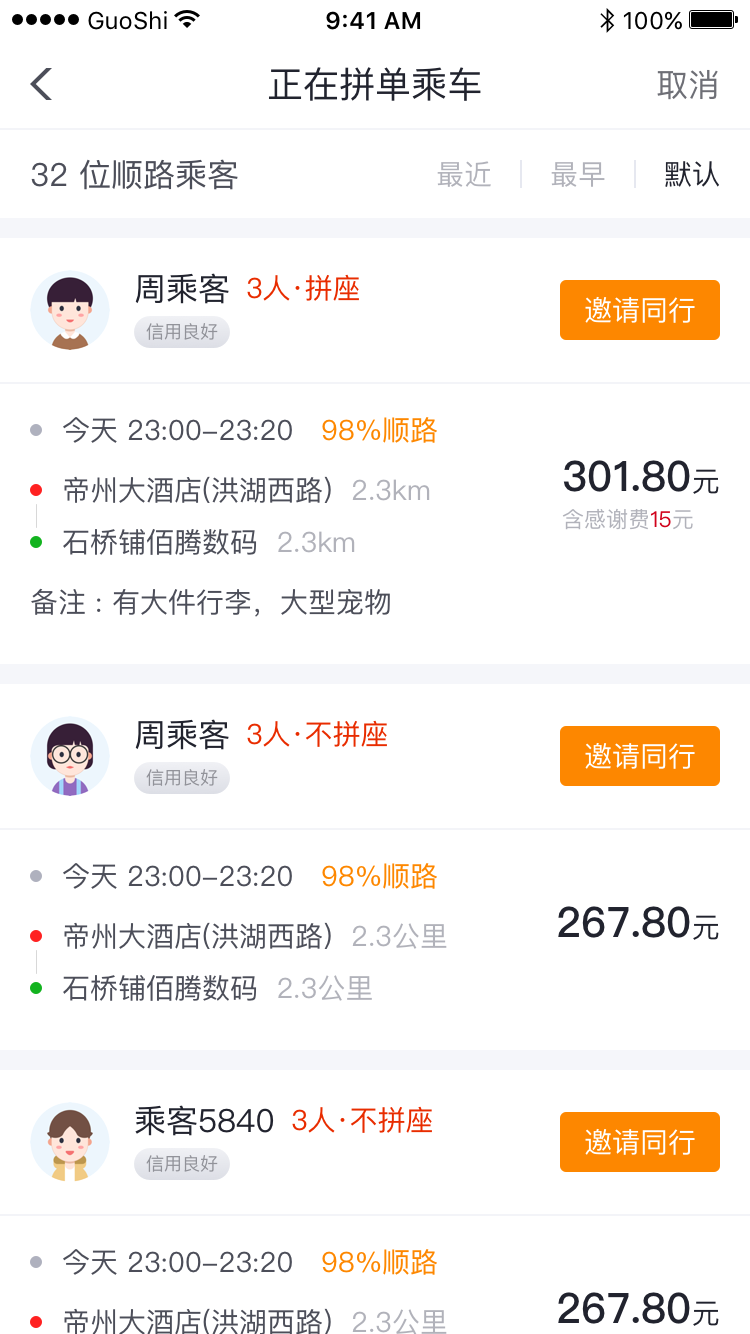 GuoShi 9:41 AM 100%
正在拼单乘车 取消
32 位顺路乘客 最近 最早 默认
周乘客 3人·拼座
信用良好
邀请同行
今天 23:00–23:20 98%顺路
帝州大酒店(洪湖西路) 2.3km
石桥铺佰腾数码 2.3km
301.80元
含感谢费15元
备注：有大件行李，大型宠物
周乘客 3人·不拼座
信用良好
邀请同行
今天 23:00–23:20 98%顺路
帝州大酒店(洪湖西路) 2.3公里
石桥铺佰腾数码 2.3公里
267.80元
乘客5840 3人·不拼座
信用良好
邀请同行
今天 23:00–23:20 98%顺路
帝州大酒店(洪湖西路) 2.3公里
267.80元